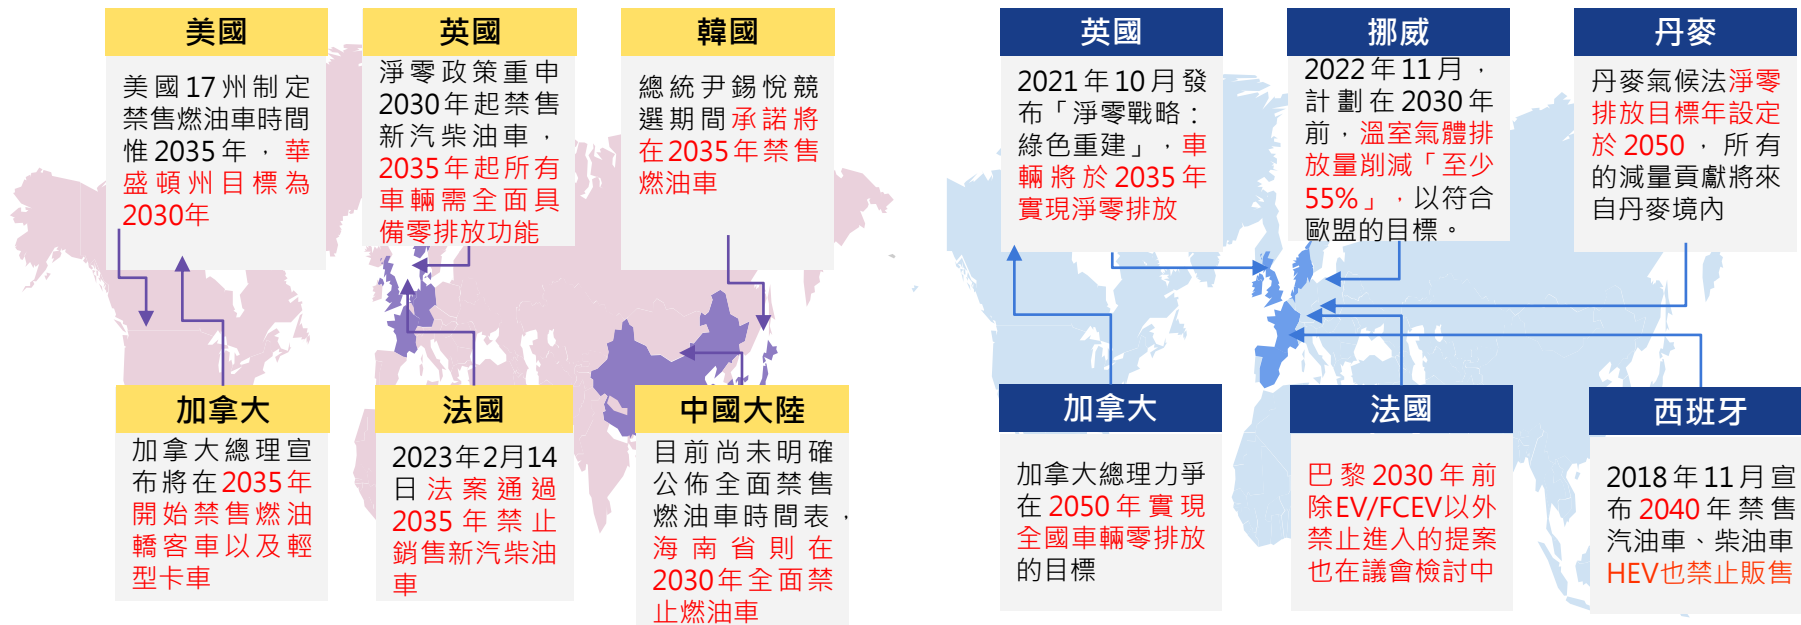 美國
美國17州制定
禁售燃油車時間
惟2035年，華
盛頓州目標為
2030年
英國
淨零政策重申
2030年起禁售
新汽柴油車，
2035年起所有
車輛需全面具
備零排放功能
韓國
總統尹錫悅競
選期間承諾將
在2035年禁售
燃油車
加拿大
加拿大總理宣
布將在2035年
開始禁售燃油
轎客車以及輕
型卡車
法國
2023年2月14
日法案通過
2035年禁止
銷售新汽柴油
車
中國大陸
目前尚未明確
公佈全面禁售
燃油車時間表，
海南省則在
2030年全面禁
止燃油車
英國
2021年10月發
布「淨零戰略：
綠色重建」，車
輛將於2035年
實現淨零排放
挪威
2022年11月，
計劃在2030年
前，溫室氣體排
放量削減「至少
55%」，以符合
歐盟的目標。
丹麥
丹麥氣候法淨零
排放目標年設定
於2050，所有
的減量貢獻將來
自丹麥境內
加拿大
加拿大總理力爭
在2050年實現
全國車輛零排放
的目標
法國
巴黎2030年前
除EV/FCEV以外
禁止進入的提案
也在議會檢討中
西班牙
2018年11月宣
布2040年禁售
汽油車、柴油車
HEV也禁止販售